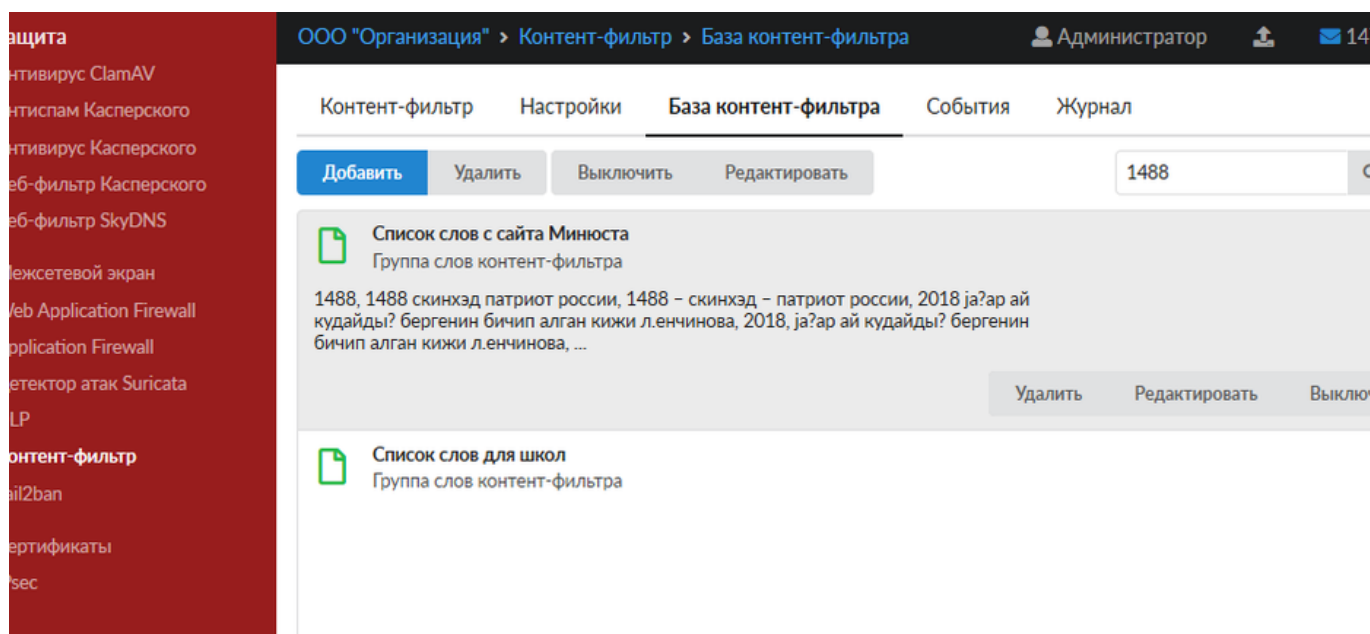 ащита
нтивирус ClamAV
нтиспам Касперского
нтивирус Касперского
еб-фильтр Касперского
еб-фильтр SkyDNS
Межсетевой экран
Web Application Firewall
Application Firewall
етектор атак Suricata
LP
онтент-фильтр
ail2ban
ертификаты
Psec
ООО "Организация" > Контент-фильтр > База контент-фильтра
Администратор
14
Контент-фильтр Настройки База контент-фильтра События Журнал
Добавить Удалить Выключить Редактировать 1488
Список слов с сайта Минюста
Группа слов контент-фильтра
1488, 1488 скинхэд патриот россии, 1488 – скинхэд – патриот россии, 2018 ja?ар ай
кудайды? бергенин бичип алган кижи л.енчинова, 2018, ja?ар ай кудайды? бергенин
бичип алган кижи л.енчинова, ...
Удалить Редактировать Выклю
Список слов для школ
Группа слов контент-фильтра